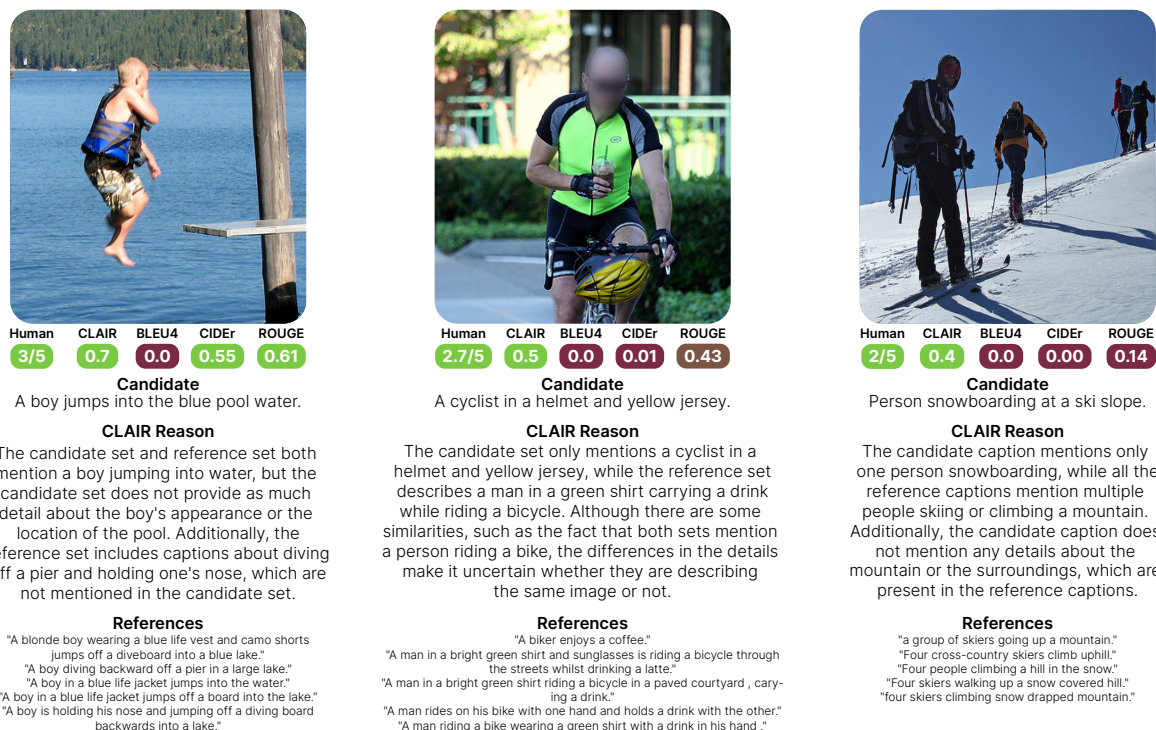 Human CLAIR BLEU4 CIDEr ROUGE
3/5 0.7 0.0 0.55 0.61
Candidate
A boy jumps into the blue pool water.
CLAIR Reason
The candidate set and reference set both
mention a boy jumping into water, but the
candidate set does not provide as much
detail about the boy's appearance or the
location of the pool. Additionally, the
reference set includes captions about diving
off a pier and holding one's nose, which are
not mentioned in the candidate set.
References
"A blonde boy wearing a blue life vest and camo shorts
jumps off a diveboard into a blue lake."
"A boy diving backward off a pier in a large lake."
"A boy in a blue life jacket jumps into the water."
"A boy in a blue life jacket jumps off a board into the lake."
"A boy is holding his nose and jumping off a diving board
backwards into a lake."
Human CLAIR BLEU4 CIDEr ROUGE
2.7/5 0.5 0.0 0.01 0.43
Candidate
A cyclist in a helmet and yellow jersey.
CLAIR Reason
The candidate set only mentions a cyclist in a
helmet and yellow jersey, while the reference set
describes a man in a green shirt carrying a drink
while riding a bicycle. Although there are some
similarities, such as the fact that both sets mention
a person riding a bike, the differences in the details
make it uncertain whether they are describing
the same image or not.
References
"A biker enjoys a coffee."
"A man in a bright green shirt and sunglasses is riding a bicycle through
the streets whilst drinking a latte."
"A man in a bright green shirt riding a bicycle in a paved courtyard , cary-
ing a drink."
"A man rides on his bike with one hand and holds a drink with the other."
"A man riding a bike wearing a green shirt with a drink in his hand ."
Human CLAIR BLEU4 CIDEr ROUGE
2/5 0.4 0.0 0.00 0.14
Candidate
Person snowboarding at a ski slope.
CLAIR Reason
The candidate caption mentions only
one person snowboarding, while all the
reference captions mention multiple
people skiing or climbing a mountain.
Additionally, the candidate caption does
not mention any details about the
mountain or the surroundings, which are
present in the reference captions.
References
"a group of skiers going up a mountain."
"Four cross-country skiers climb uphill."
"Four people climbing a hill in the snow."
"Four skiers walking up a snow covered hill."
"four skiers climbing snow drapped mountain."